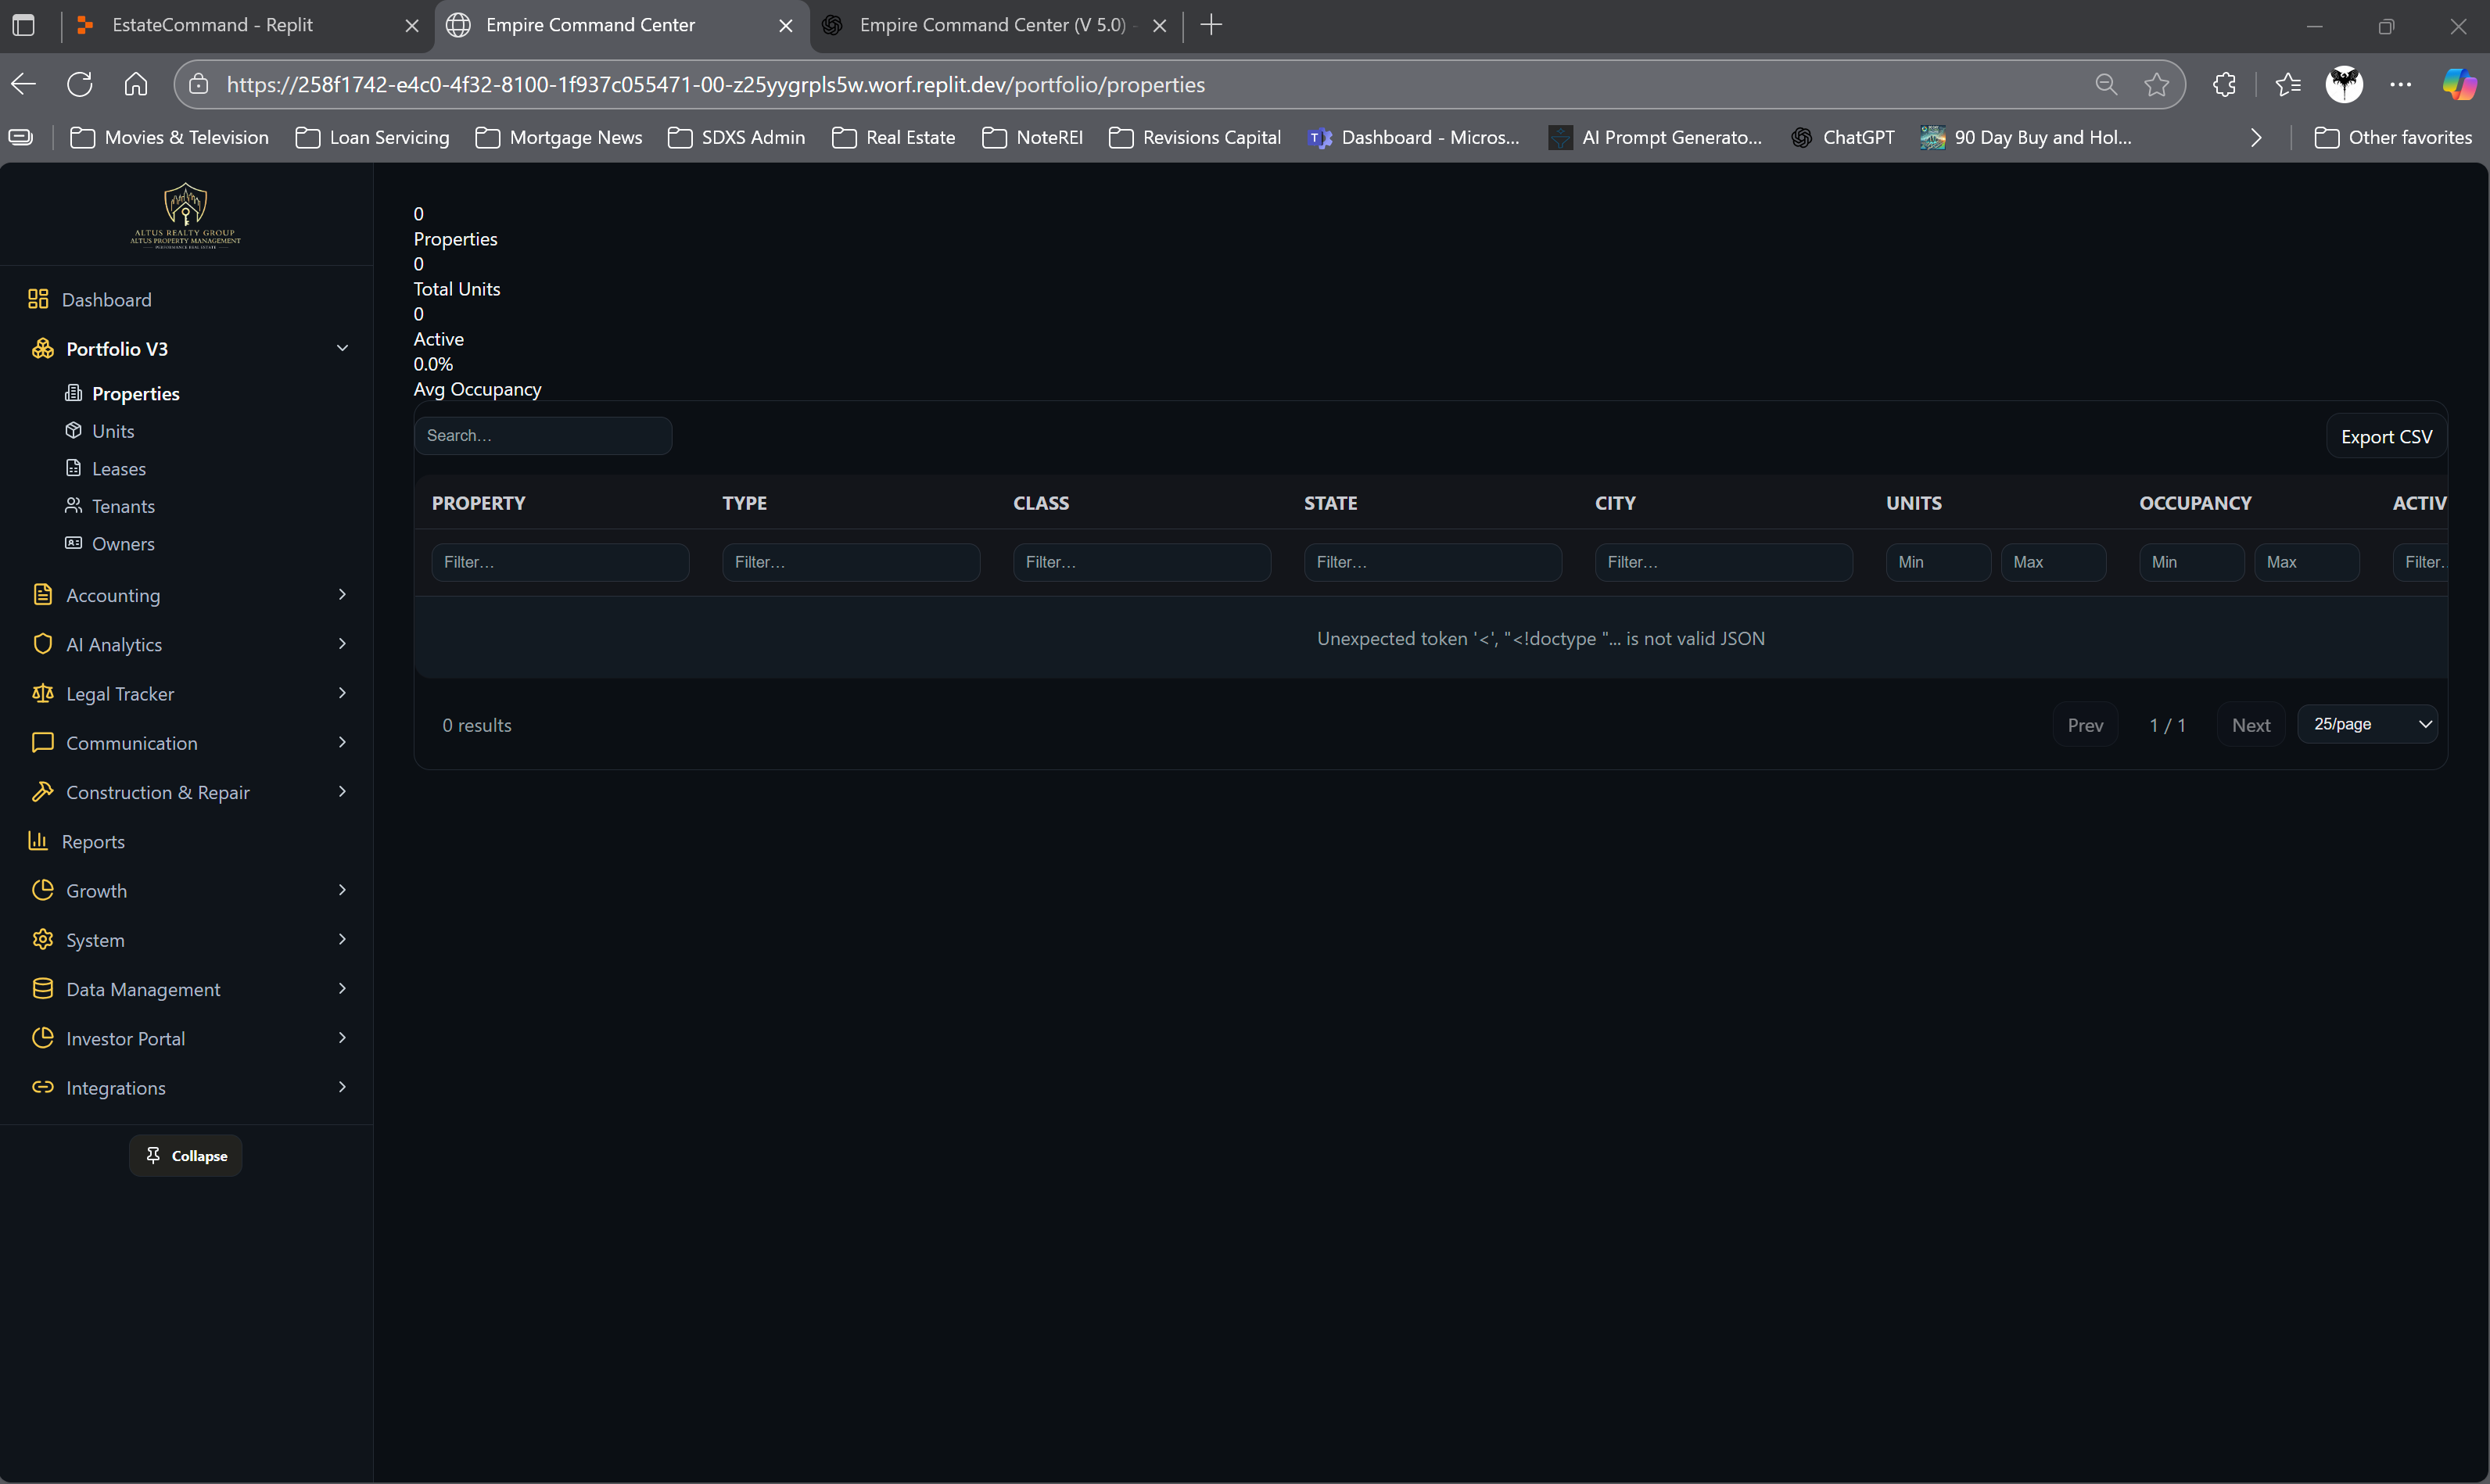 EstateCommand - Replit
Empire Command Center
Empire Command Center (V 5.0)
https://258f1742-e4c0-4f32-8100-1f937c055471-00-z25yygrpls5w.worf.replit.dev/portfolio/properties
Movies & Television
Loan Servicing
Mortgage News
SDXS Admin
Real Estate
NoteREI
Revisions Capital
Dashboard - Micros...
AI Prompt Generato...
ChatGPT
90 Day Buy and Hol...
Other favorites
ALTUS REALTY GROUP
ALTUS PROPERTY MANAGEMENT
Dashboard
Portfolio V3
Properties
Units
Leases
Tenants
Owners
Accounting
AI Analytics
Legal Tracker
Communication
Construction & Repair
Reports
Growth
System
Data Management
Investor Portal
Integrations
Collapse
0
Properties
0
Total Units
0
Active
0.0%
Avg Occupancy
Search...
Export CSV
PROPERTY TYPE CLASS STATE CITY UNITS OCCUPANCY ACTIV
Filter... Filter... Filter... Filter... Filter... Min Max Min Max Filter..
Unexpected token '<', "<!doctype "... is not valid JSON
0 results
Prev 1 / 1 Next 25/page